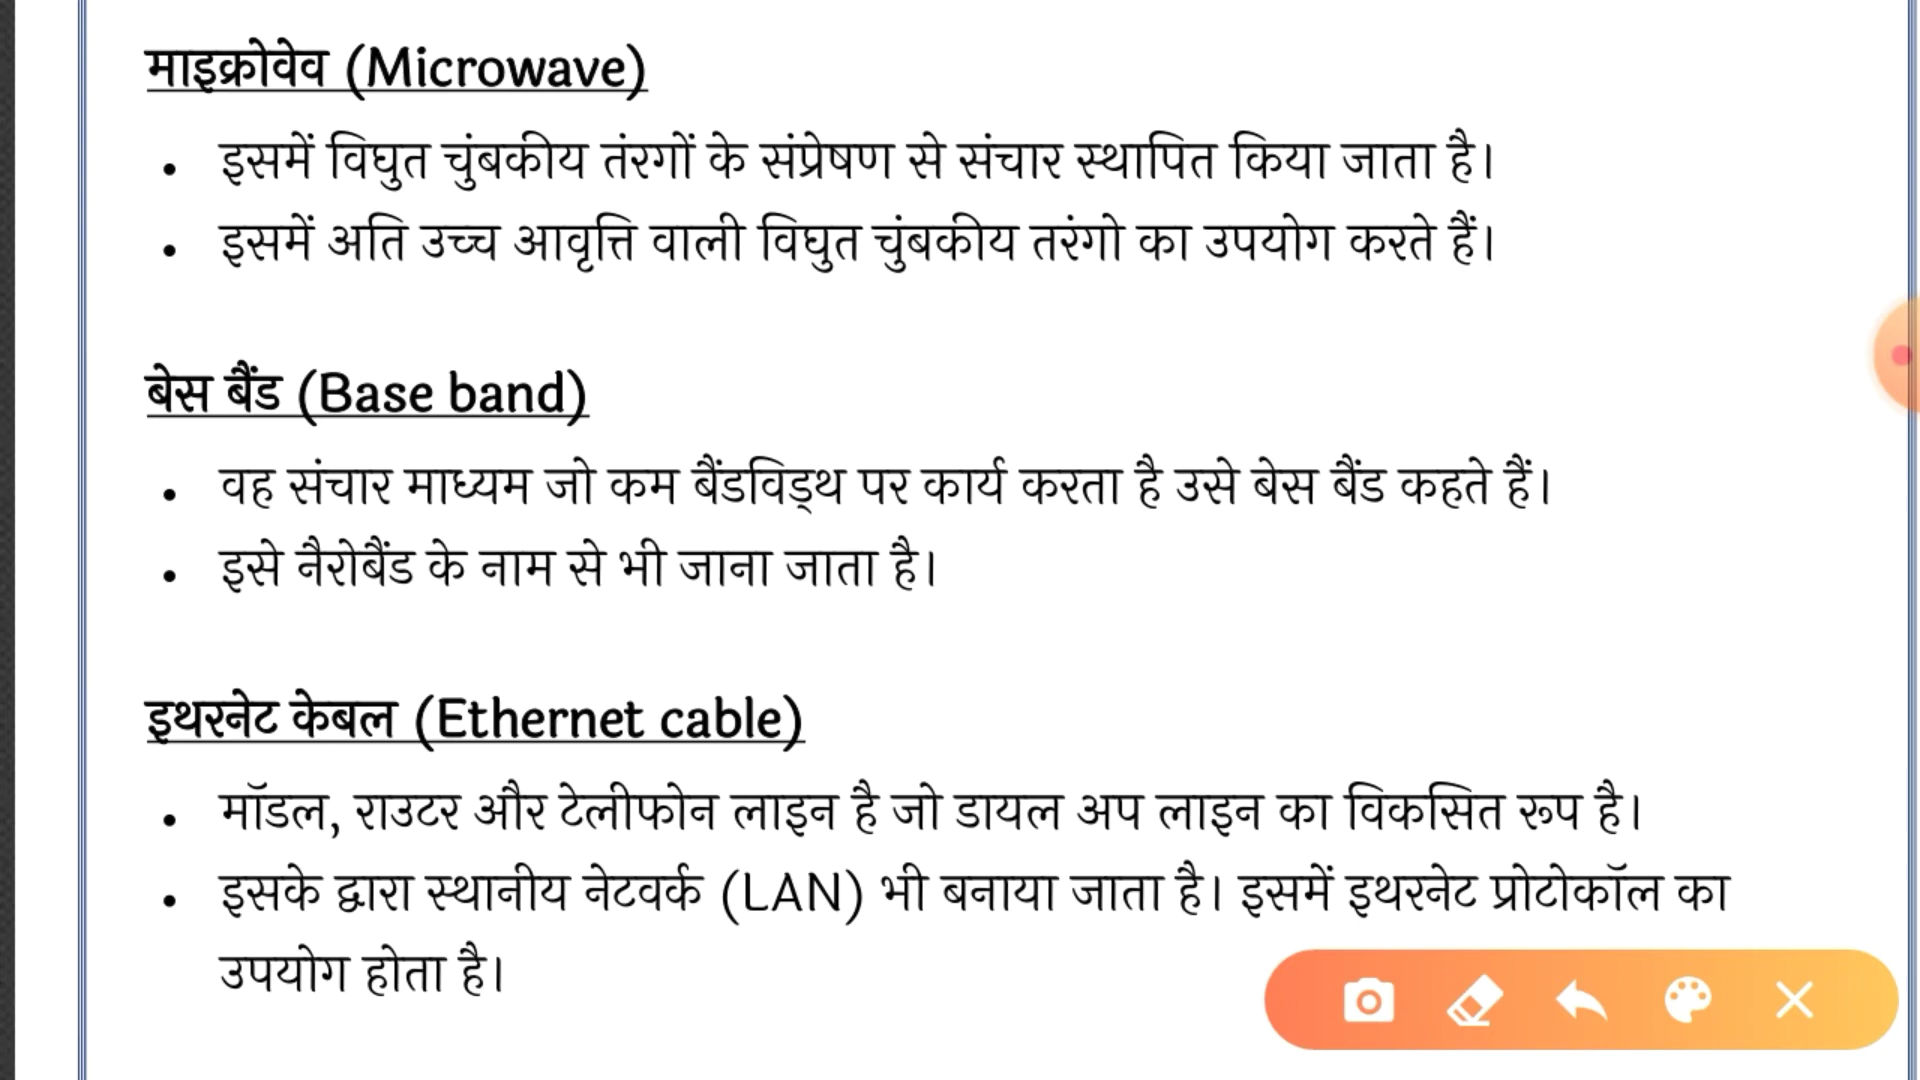 माइक्रोवेव (Microwave)
• इसमें विघुत चुंबकीय तंरगों के संप्रेषण से संचार स्थापित किया जाता है।
• इसमें अति उच्च आवृत्ति वाली विघुत चुंबकीय तरंगो का उपयोग करते हैं।
बेस बैंड (Base band)
• वह संचार माध्यम जो कम बैंडविड्थ पर कार्य करता है उसे बेस बैंड कहते हैं।
• इसे नैरोबैंड के नाम से भी जाना जाता है।
इथरनेट केबल (Ethernet cable)
• मॉडल, राउटर और टेलीफोन लाइन है जो डायल अप लाइन का विकसित रूप है।
• इसके द्वारा स्थानीय नेटवर्क (LAN) भी बनाया जाता है। इसमें इथरनेट प्रोटोकॉल का
उपयोग होता है।